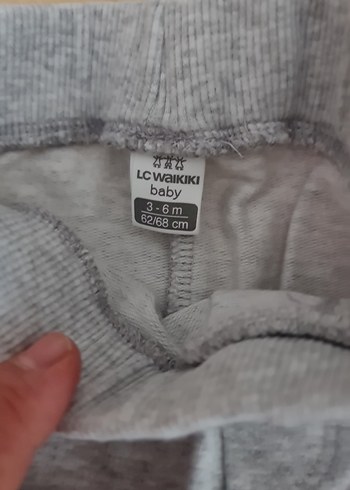 LC WAIKIKI
baby
3 - 6 m
62/68 cm